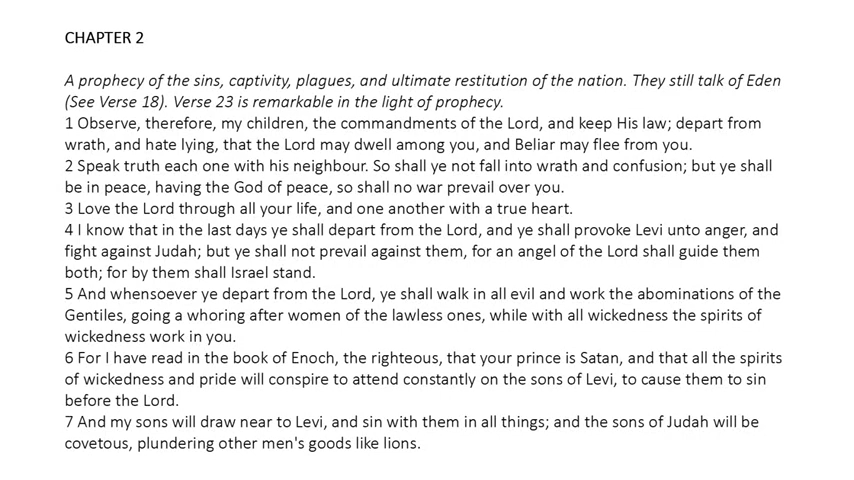 CHAPTER 2
A prophecy of the sins, captivity, plagues, and ultimate restitution of the nation. They still talk of Eden
(See Verse 18). Verse 23 is remarkable in the light of prophecy.
1 Observe, therefore, my children, the commandments of the Lord, and keep His law; depart from
wrath, and hate lying, that the Lord may dwell among you, and Beliar may flee from you.
2 Speak truth each one with his neighbour. So shall ye not fall into wrath and confusion; but ye shall
be in peace, having the God of peace, so shall no war prevail over you.
3 Love the Lord through all your life, and one another with a true heart.
4 I know that in the last days ye shall depart from the Lord, and ye shall provoke Levi unto anger, and
fight against Judah; but ye shall not prevail against them, for an angel of the Lord shall guide them
both; for by them shall Israel stand.
5 And whensoever ye depart from the Lord, ye shall walk in all evil and work the abominations of the
Gentiles, going a whoring after women of the lawless ones, while with all wickedness the spirits of
wickedness work in you.
6 For I have read in the book of Enoch, the righteous, that your prince is Satan, and that all the spirits
of wickedness and pride will conspire to attend constantly on the sons of Levi, to cause them to sin
before the Lord.
7 And my sons will draw near to Levi, and sin with them in all things; and the sons of Judah will be
covetous, plundering other men's goods like lions.